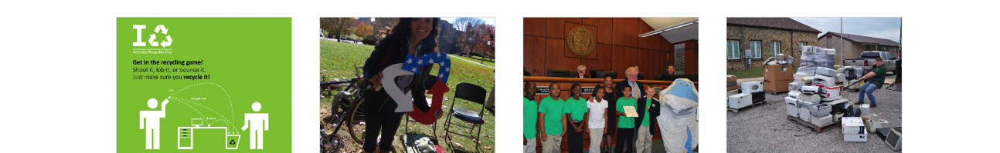 I
America Recycles Day
Get in the recycling game!
Shoot it, lob it, or bounce it.
Just make sure you recycle it!